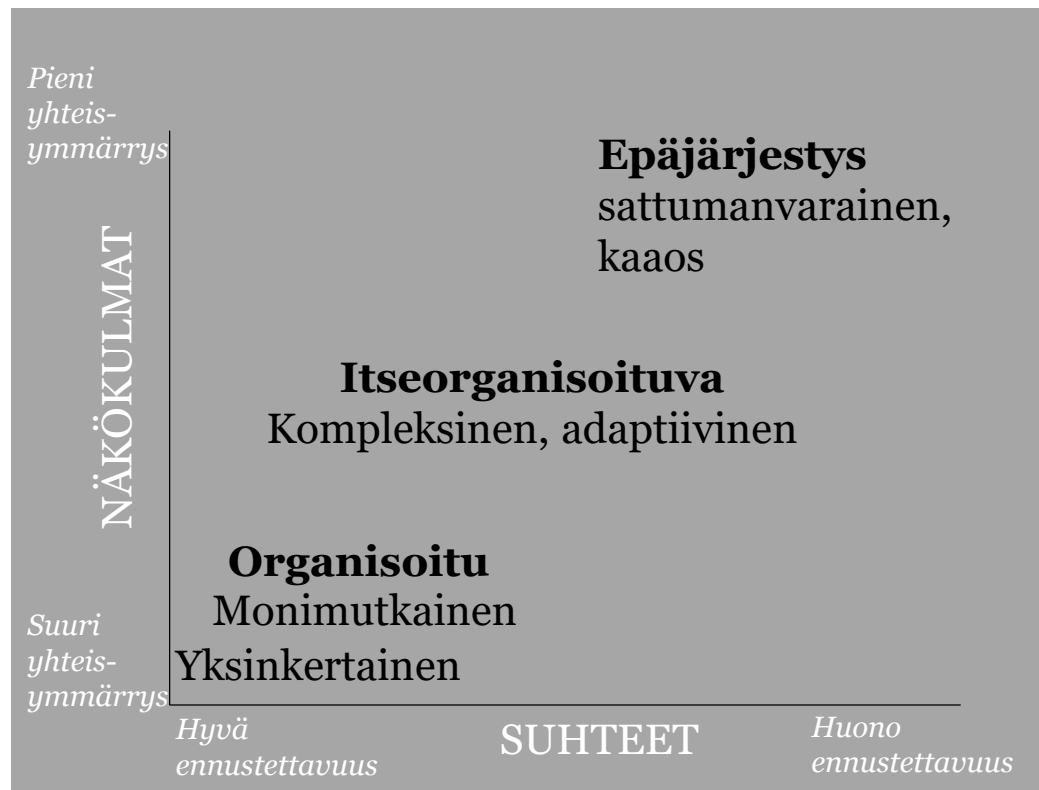 Pieni
yhteis-
ymmärrys
Epäjärjestys
sattumanvarainen,
kaaos
NÄKÖKULMAT
Itseorganisoituva
Kompleksinen, adaptiivinen
Organisoitu
Monimutkainen
Yksinkertainen
Suuri
yhteis-
ymmärrys
Hyvä
ennustettavuus
SUHTEET
Huono
ennustettavuus